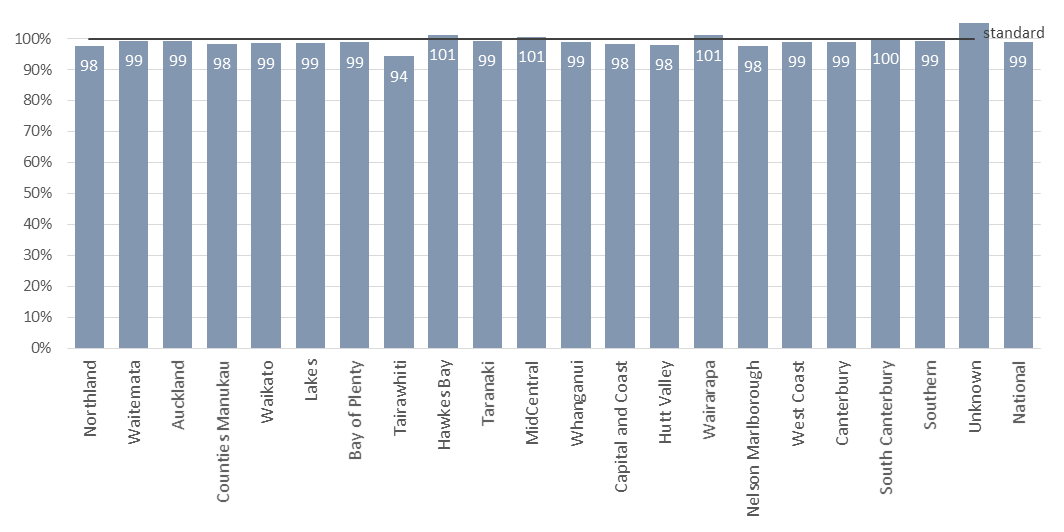 standard
100%
90%
80%
70%
60%
50%
40%
30%
20%
10%
0%
98 99 99 98 99 99 99 94 101 99 101 99 98 98 101 98 99 99 100 99 99
Northland
Waitemata
Auckland
Counties Manukau
Waikato
Lakes
Bay of Plenty
Tairawhiti
Hawkes Bay
Taranaki
MidCentral
Whanganui
Capital and Coast
Hutt Valley
Wairarapa
Nelson Marlborough
West Coast
Canterbury
South Canterbury
Southern
Unknown
National